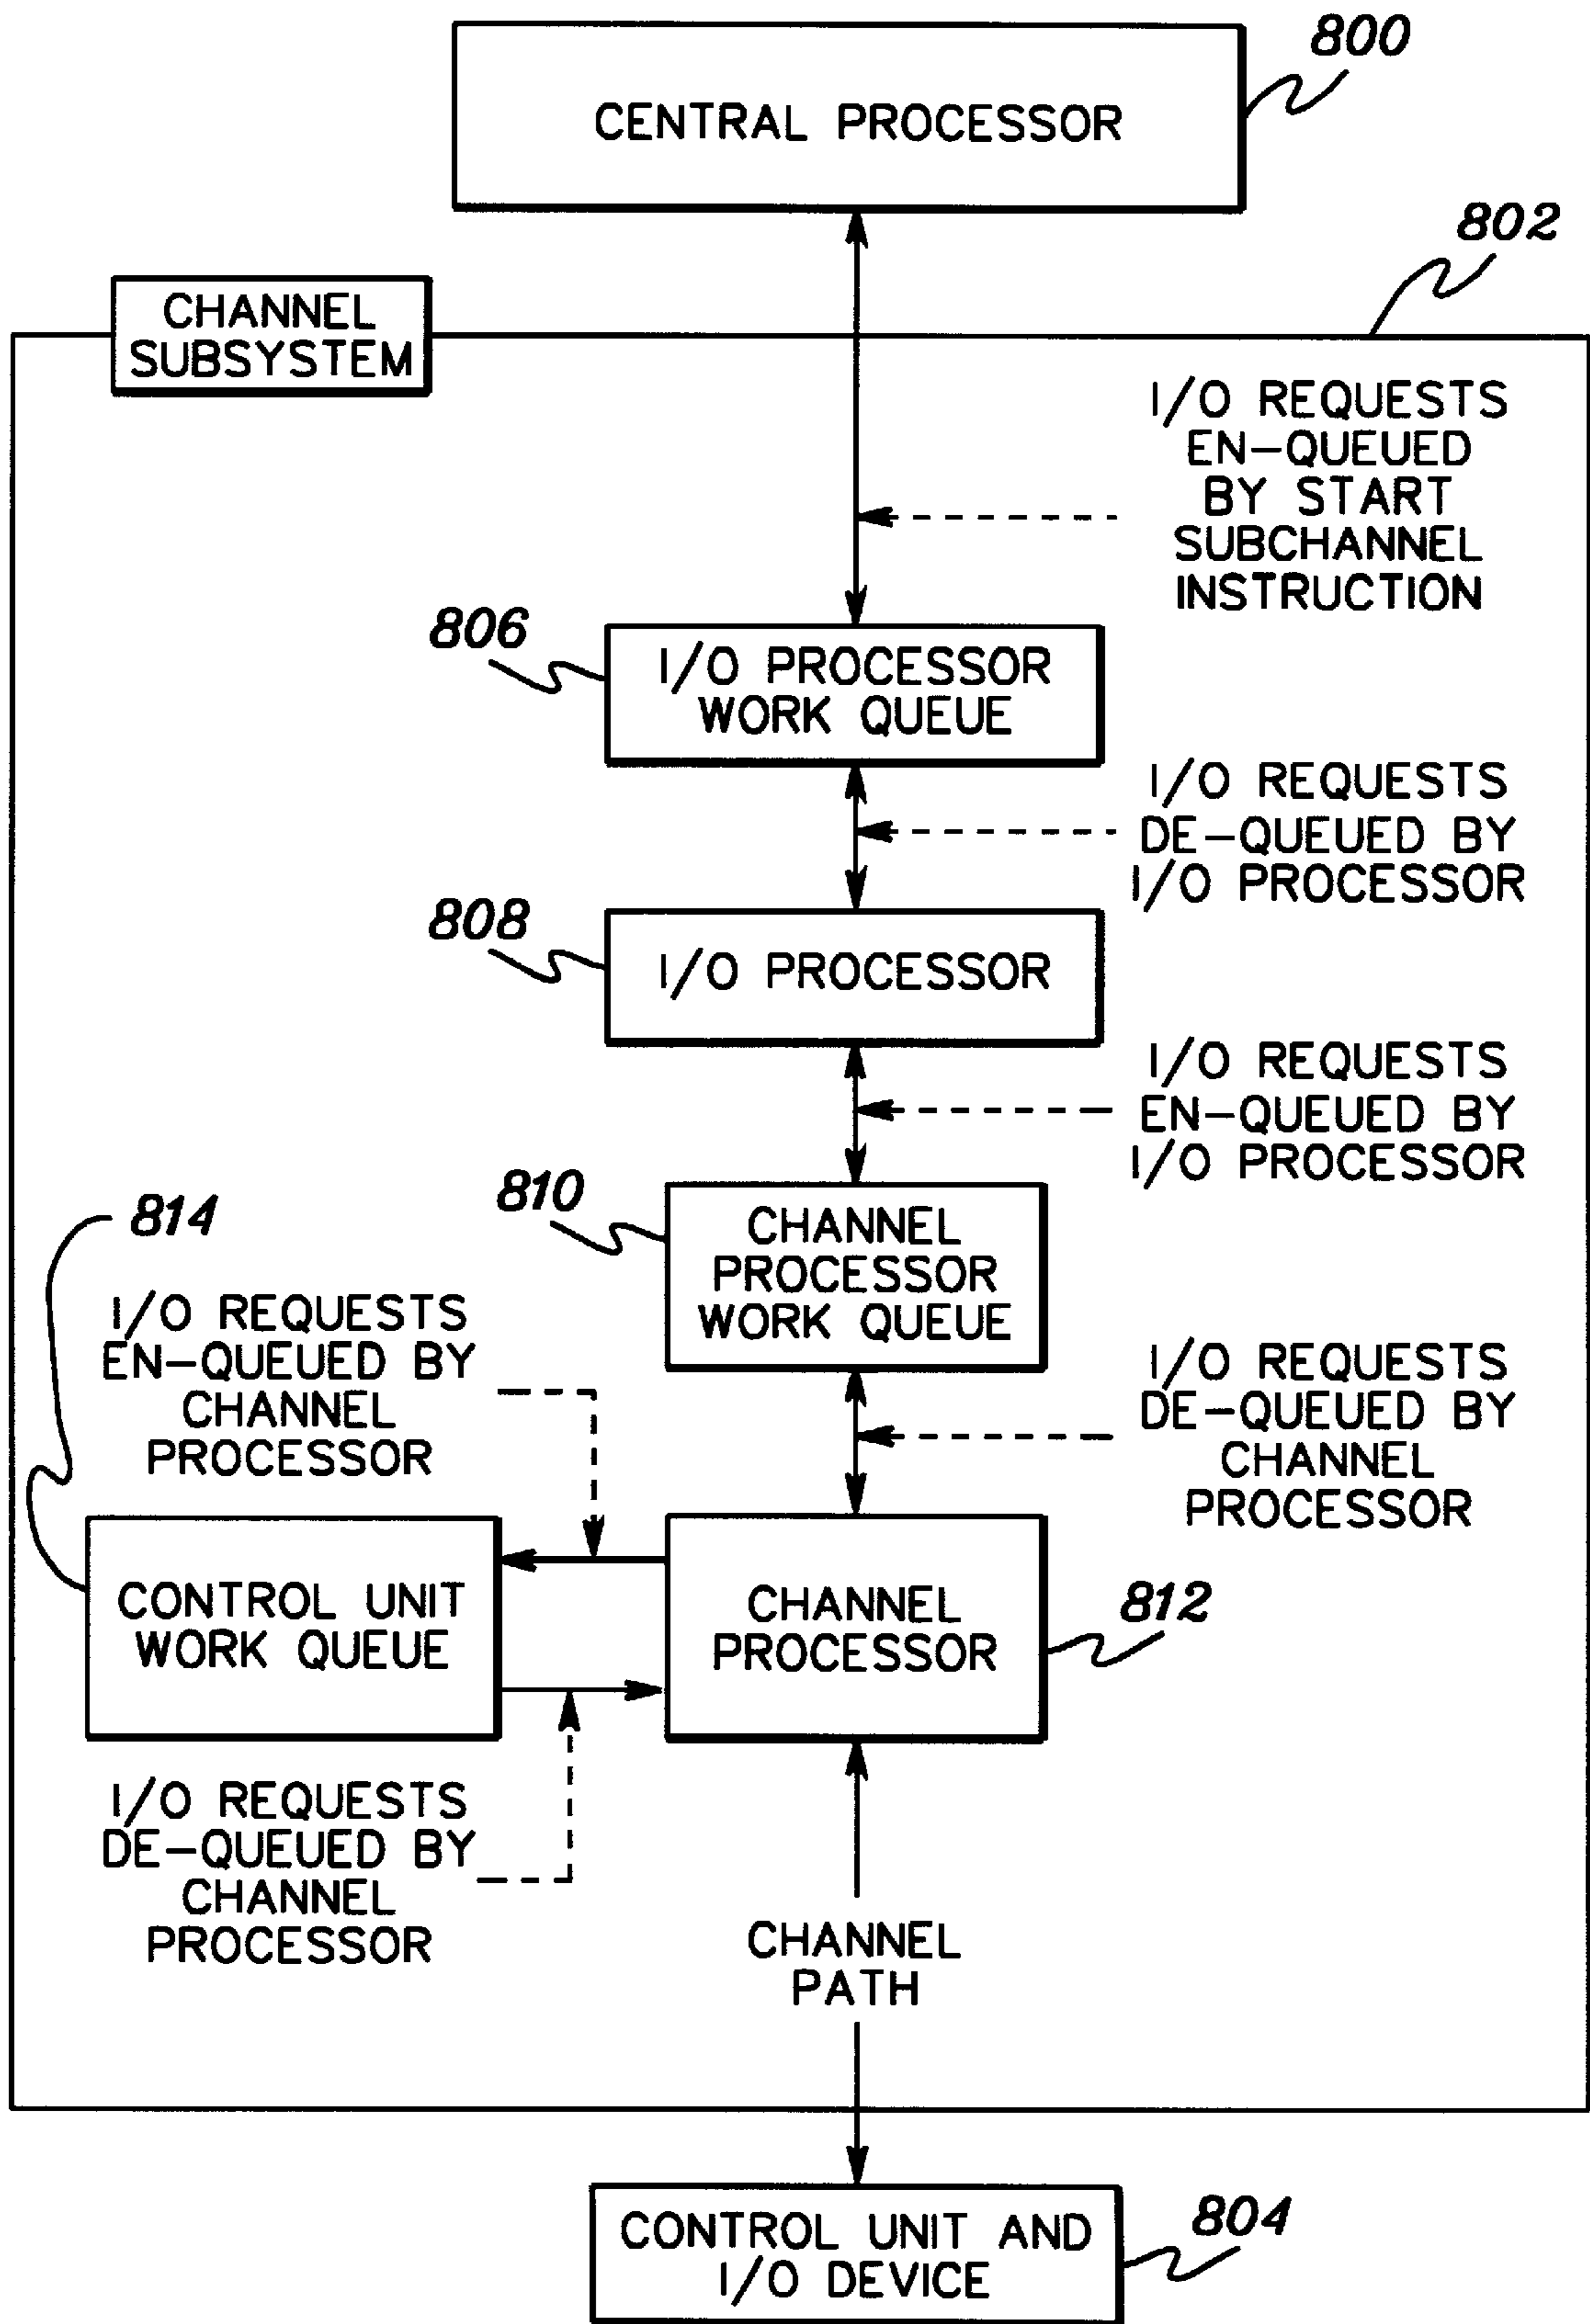 800
CENTRAL PROCESSOR
802
CHANNEL
SUBSYSTEM
I/O REQUESTS
EN-QUEUED
BY START
SUBCHANNEL
INSTRUCTION
806
I/O PROCESSOR
WORK QUEUE
I/O REQUESTS
DE-QUEUED BY
I/O PROCESSOR
808
I/O PROCESSOR
I/O REQUESTS
EN-QUEUED BY
I/O PROCESSOR
810
CHANNEL
PROCESSOR
WORK QUEUE
814
I/O REQUESTS
EN-QUEUED BY
CHANNEL
PROCESSOR
I/O REQUESTS
DE-QUEUED BY
CHANNEL
PROCESSOR
CONTROL UNIT
WORK QUEUE
CHANNEL
PROCESSOR
812
I/O REQUESTS
DE-QUEUED BY
CHANNEL
PROCESSOR
CHANNEL
PATH
CONTROL UNIT AND
I/O DEVICE
804